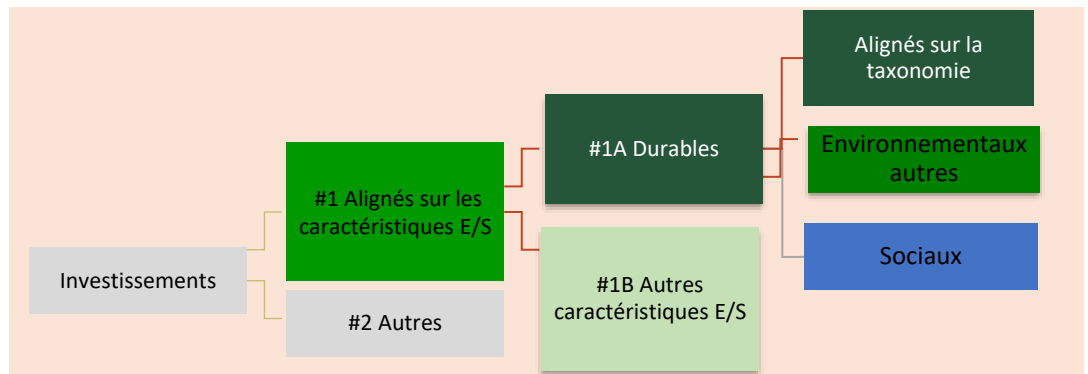 Investissements
#1 Alignés sur les
caractéristiques E/S
#2 Autres
#1A Durables
#1B Autres
caractéristiques E/S
Alignés sur la
taxonomie
Environnementaux
autres
Sociaux